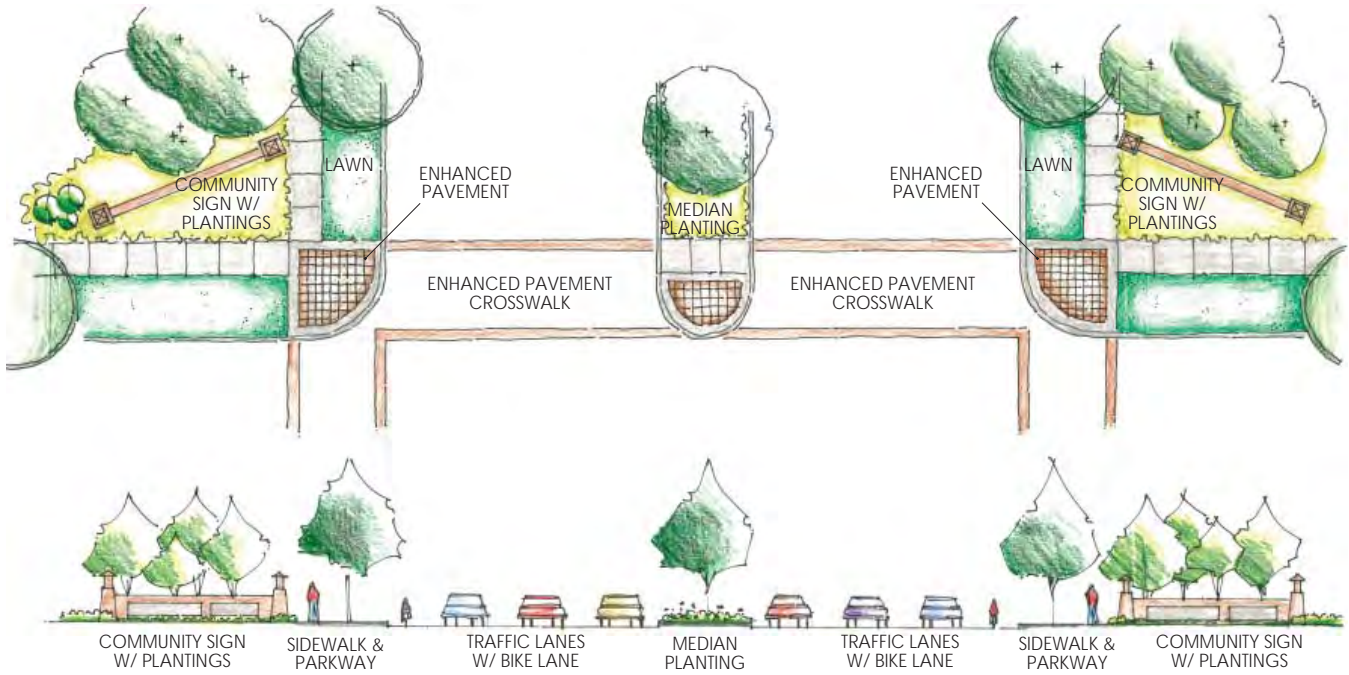 LAWN
COMMUNITY
SIGN W/
PLANTINGS
ENHANCED
PAVEMENT
MEDIAN
PLANTING
ENHANCED PAVEMENT
CROSSWALK
ENHANCED PAVEMENT
CROSSWALK
ENHANCED
PAVEMENT
LAWN
COMMUNITY
SIGN W/
PLANTINGS
COMMUNITY SIGN
W/ PLANTINGS
SIDEWALK &
PARKWAY
TRAFFIC LANES
W/ BIKE LANE
MEDIAN
PLANTING
TRAFFIC LANES
W/ BIKE LANE
SIDEWALK &
PARKWAY
COMMUNITY SIGN
W/ PLANTINGS